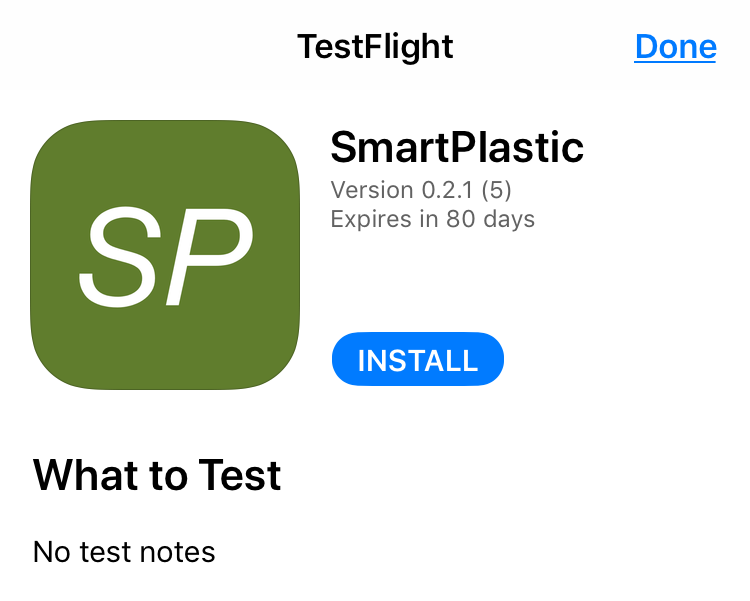 TestFlight Done
SP
SmartPlastic
Version 0.2.1 (5)
Expires in 80 days
INSTALL
What to Test
No test notes